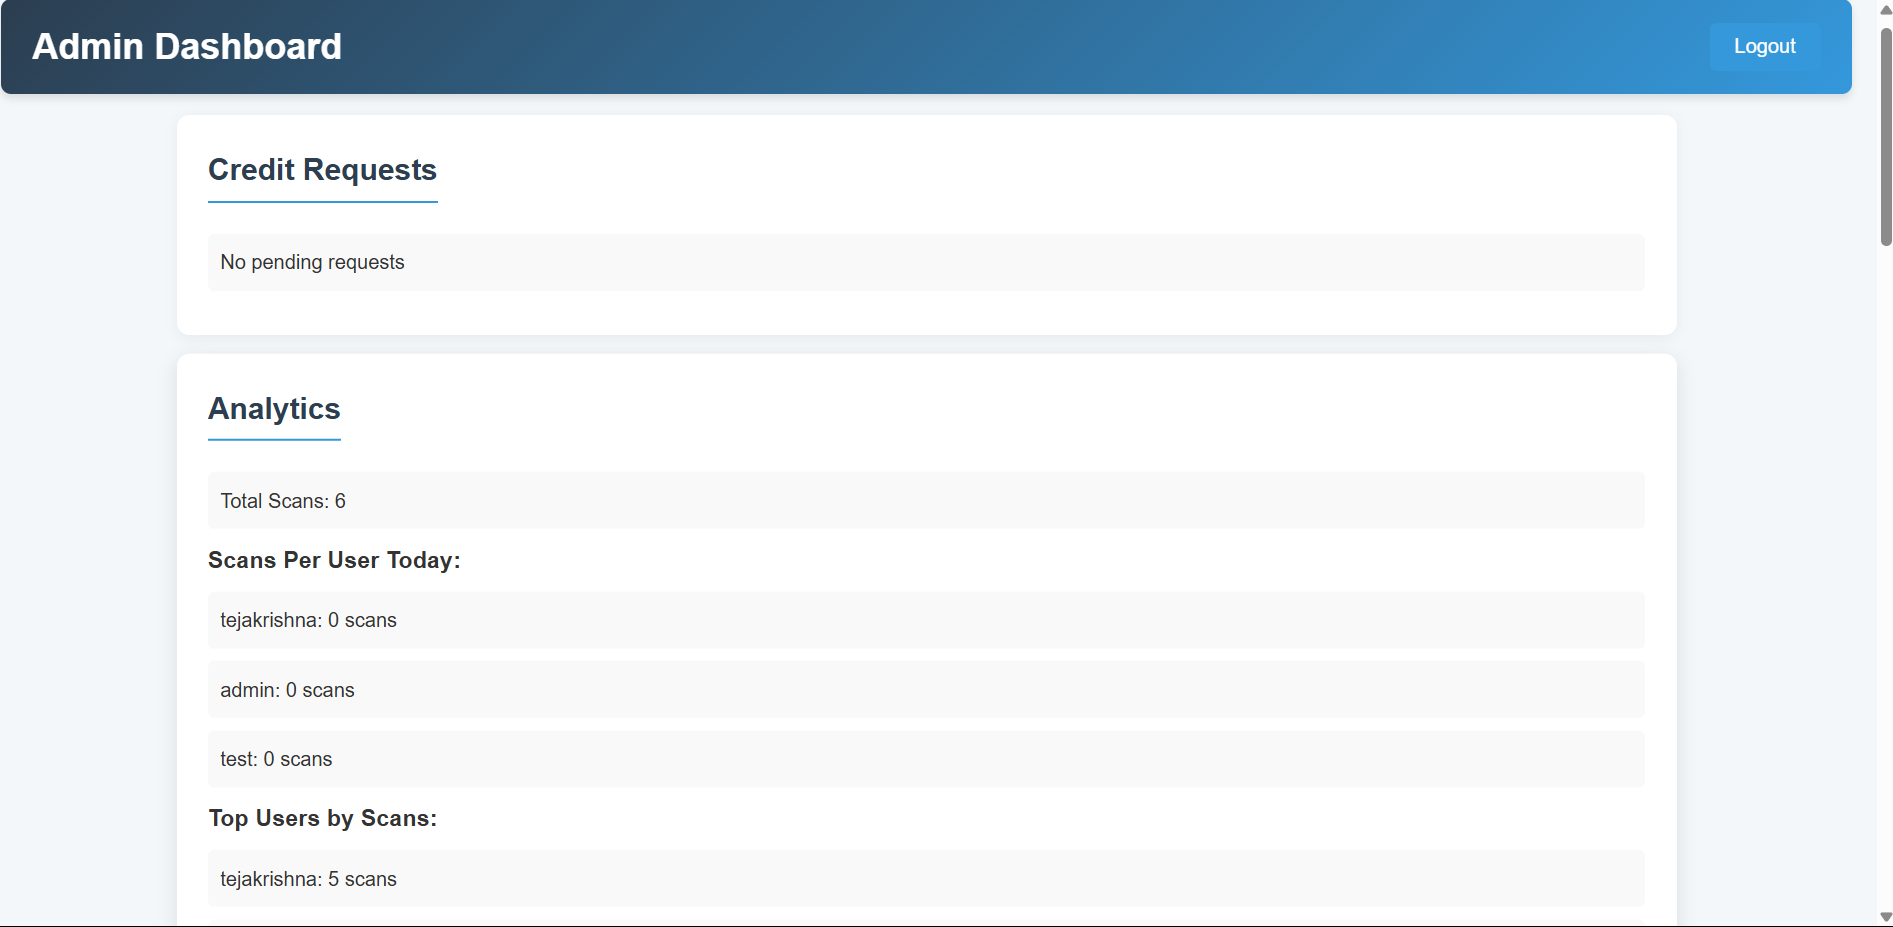 Admin Dashboard
Logout
Credit Requests
No pending requests
Analytics
Total Scans: 6
Scans Per User Today:
tejakrishna: 0 scans
admin: 0 scans
test: 0 scans
Top Users by Scans:
tejakrishna: 5 scans